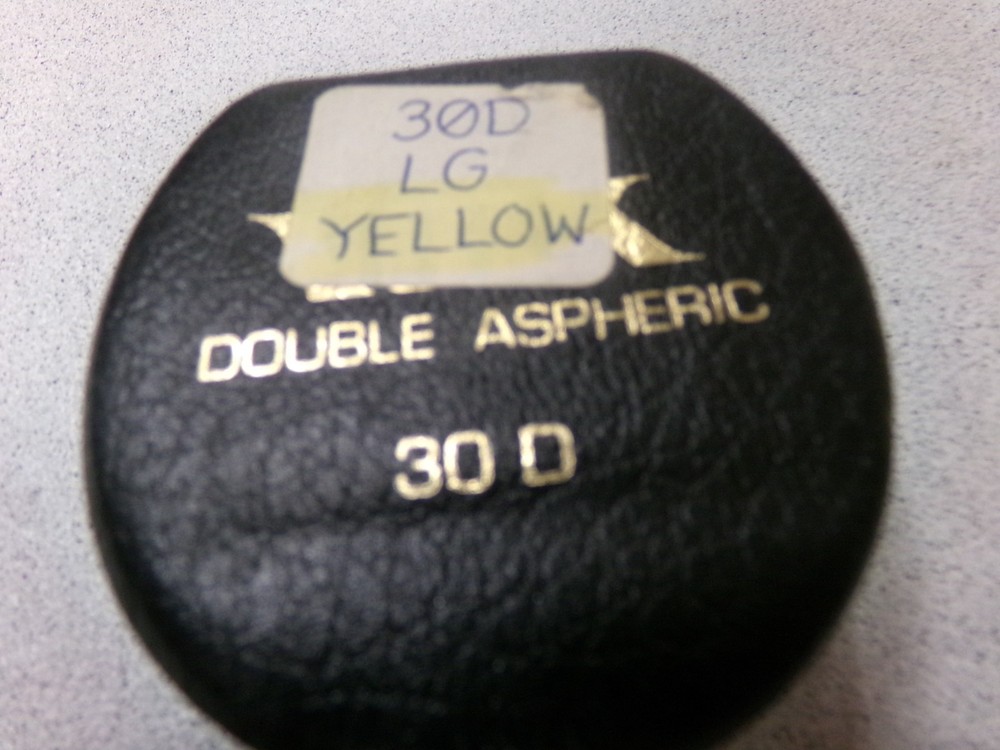 30D
LG
YELLOW
DOUBLE ASPHERIC
30 D